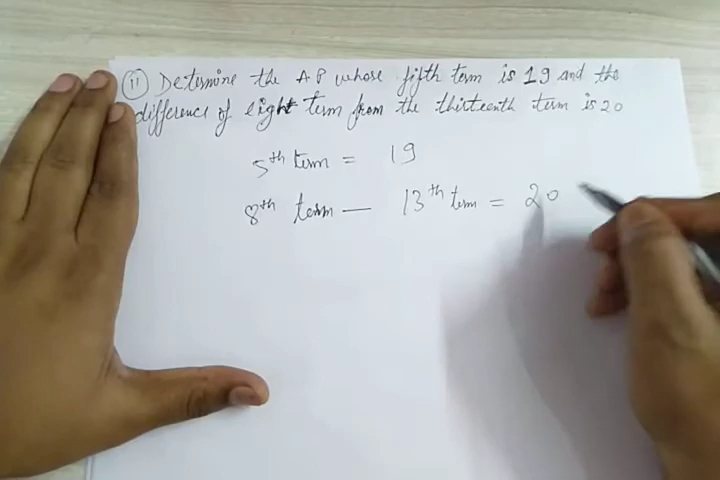 (ii) Determine the AP whose fifth term is 19 and the
difference of eight term from the thirteenth term is 20
5th term = 19
8th term — 13th term = 20